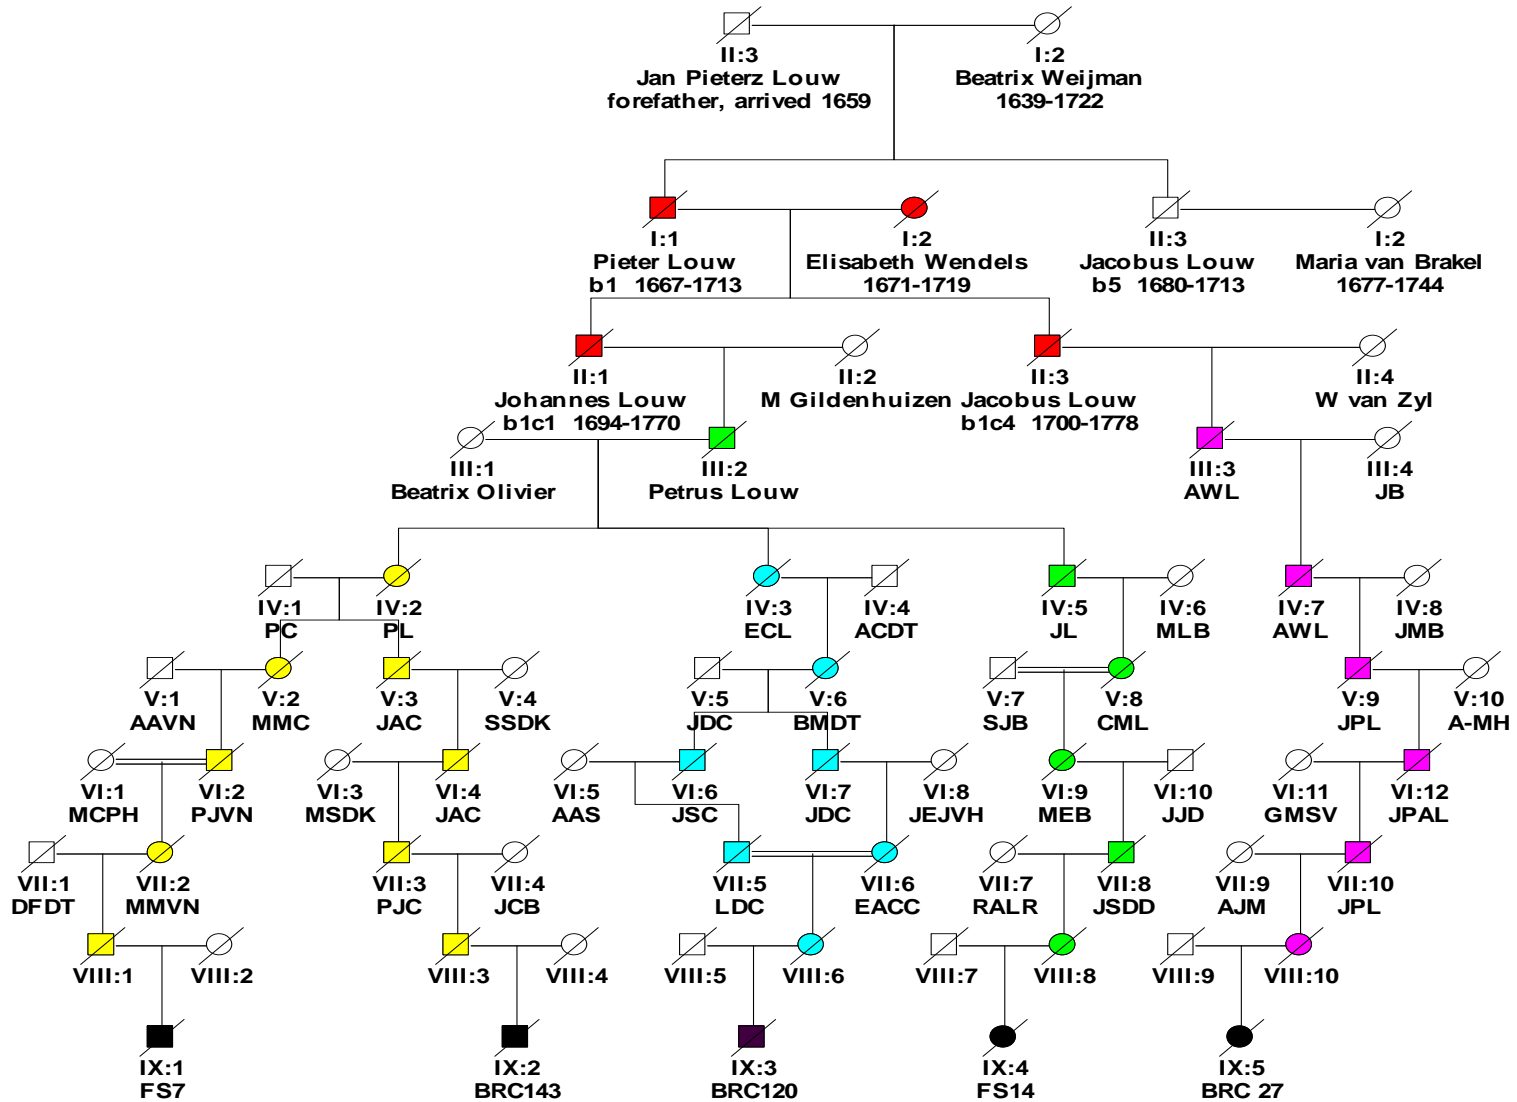 II:3
Jan Pieterz Louw
forefather, arrived 1659
I:2
Beatrix Weijman
1639-1722
I:1
Pieter Louw
b1 1667-1713
I:2
Elisabeth Wendels
1671-1719
II:3
Jacobus Louw
b5 1680-1713
I:2
Maria van Brakel
1677-1744
II:1
Johannes Louw
b1c1 1694-1770
II:2
M Gildenhuizen
II:3
Jacobus Louw
b1c4 1700-1778
II:4
W van Zyl
III:1
Beatrix Olivier
III:2
Petrus Louw
III:3
AWL
III:4
JB
IV:1
PC
IV:2
PL
IV:3
ECL
IV:4
ACDT
IV:5
JL
IV:6
MLB
IV:7
AWL
IV:8
JMB
V:1
AAVN
V:2
MMC
V:3
JAC
V:4
SSDK
V:5
JDC
V:6
BMDT
V:7
SJB
V:8
CML
V:9
JPL
V:10
A-MH
VI:1
MCPH
VI:2
PJVN
VI:3
MSDK
VI:4
JAC
VI:5
AAS
VI:6
JSC
VI:7
JDC
VI:8
JEJVH
VI:9
MEB
VI:10
JJD
VI:11
GMSV
VI:12
JPAL
VII:1
DFDT
VII:2
MMVN
VII:3
PJC
VII:4
JCB
VII:5
LDC
VII:6
EACC
VII:7
RALR
VII:8
JSDD
VII:9
AJM
VII:10
JPL
VIII:1
VIII:2
VIII:3
VIII:4
VIII:5
VIII:6
VIII:7
VIII:8
VIII:9
VIII:10
IX:1
FS7
IX:2
BRC143
IX:3
BRC120
IX:4
FS14
IX:5
BRC 27